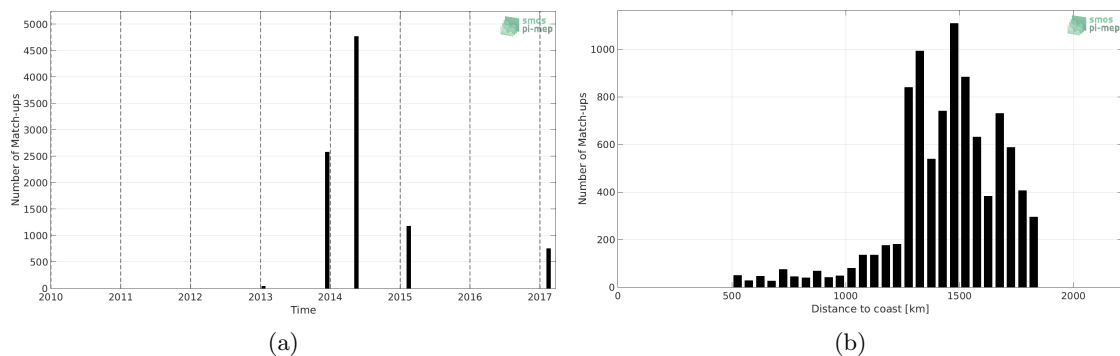 5000
4500
4000
3500
3000
2500
2000
1500
1000
500
0
Number of Match-ups
2010 2011 2012 2013 2014 2015 2016 2017
Time
smos
pi-mep
(a)
1000
800
600
400
200
0
Number of Match-ups
0 500 1000 1500 2000
Distance to coast [km]
smos
pi-mep
(b)